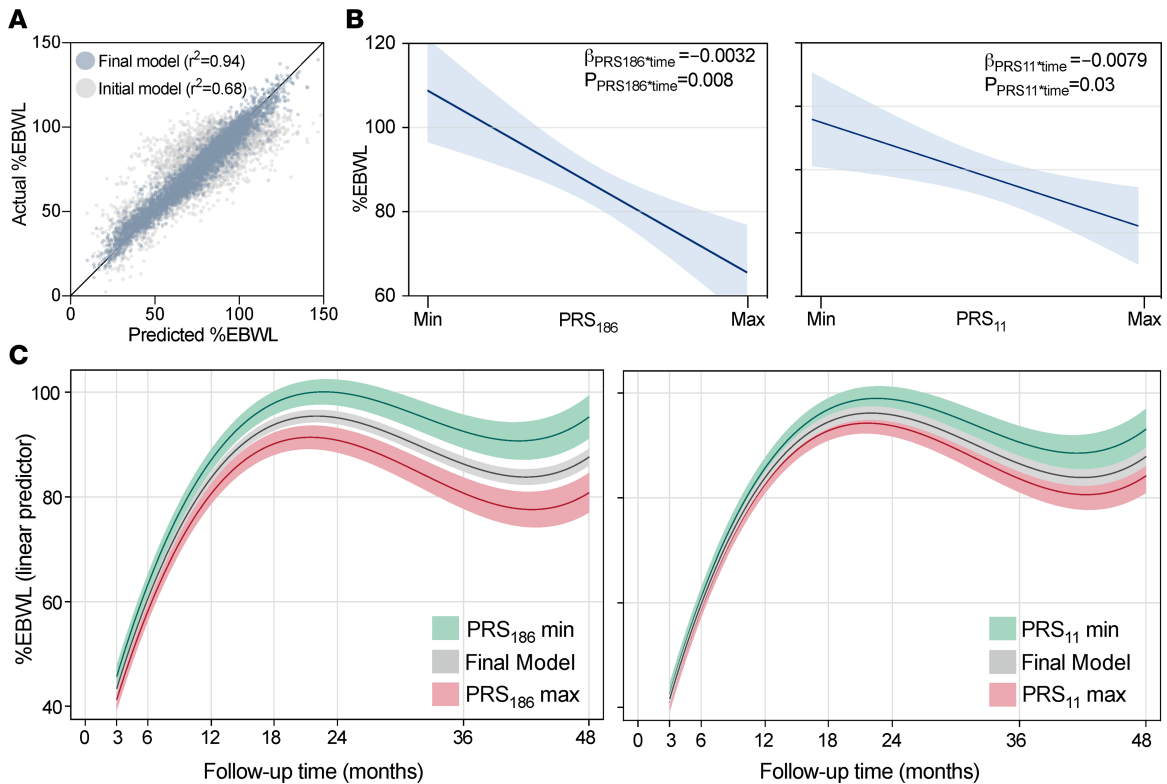 A
150
100
50
0
Actual %EBWL
Final model (r²=0.94)
Initial model (r²=0.68)
0 50 100 150
Predicted %EBWL
B
120
100
80
60
%EBWL
βPRS186*time=−0.0032
PPRS186*time=0.008
Min PRS186 Max
βPRS11*time=−0.0079
PPRS11*time=0.03
Min PRS11 Max
C
100
80
60
40
%EBWL (linear predictor)
PRS186 min
Final Model
PRS186 max
0 3 6 12 18 24 36 48
Follow-up time (months)
PRS11 min
Final Model
PRS11 max
0 3 6 12 18 24 36 48
Follow-up time (months)